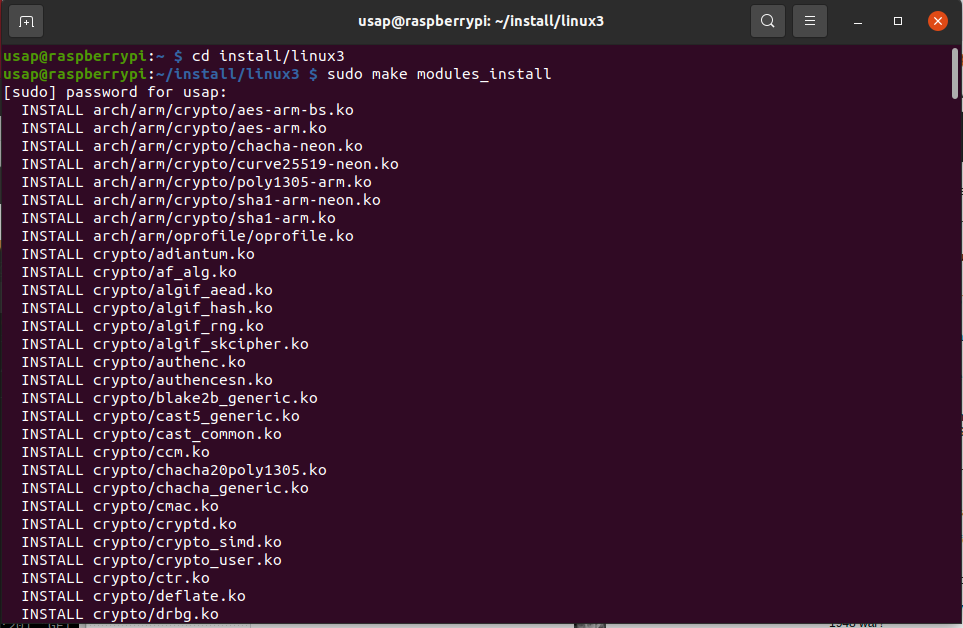 usap@raspberrypi: ~/install/linux3
usap@raspberrypi:~ $ cd install/linux3
usap@raspberrypi:~/install/linux3 $ sudo make modules_install
[sudo] password for usap:
INSTALL arch/arm/crypto/aes-arm-bs.ko
INSTALL arch/arm/crypto/aes-arm.ko
INSTALL arch/arm/crypto/chacha-neon.ko
INSTALL arch/arm/crypto/curve25519-neon.ko
INSTALL arch/arm/crypto/poly1305-arm.ko
INSTALL arch/arm/crypto/sha1-arm-neon.ko
INSTALL arch/arm/crypto/sha1-arm.ko
INSTALL arch/arm/oprofile/oprofile.ko
INSTALL crypto/adiantum.ko
INSTALL crypto/af_alg.ko
INSTALL crypto/algif_aead.ko
INSTALL crypto/algif_hash.ko
INSTALL crypto/algif_rng.ko
INSTALL crypto/algif_skcipher.ko
INSTALL crypto/authenc.ko
INSTALL crypto/authencesn.ko
INSTALL crypto/blake2b_generic.ko
INSTALL crypto/cast5_generic.ko
INSTALL crypto/cast_common.ko
INSTALL crypto/ccm.ko
INSTALL crypto/chacha20poly1305.ko
INSTALL crypto/chacha_generic.ko
INSTALL crypto/cmac.ko
INSTALL crypto/cryptd.ko
INSTALL crypto/crypto_simd.ko
INSTALL crypto/crypto_user.ko
INSTALL crypto/ctr.ko
INSTALL crypto/deflate.ko
INSTALL crypto/drbg.ko